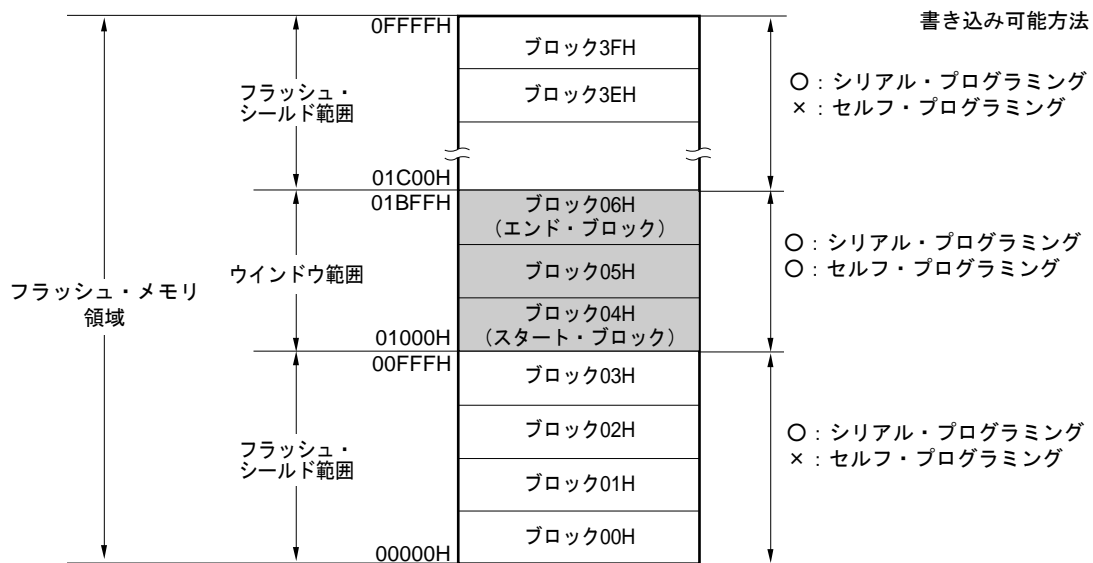 書き込み可能方法
0FFFFH
ブロック3FH
ブロック3EH
フラッシュ・
シールド範囲
○：シリアル・プログラミング
×：セルフ・プログラミング
01C00H
01BFFH
ブロック06H
（エンド・ブロック）
ブロック05H
ブロック04H
（スタート・ブロック）
ウインドウ範囲
○：シリアル・プログラミング
○：セルフ・プログラミング
フラッシュ・メモリ
領域
01000H
00FFFH
ブロック03H
ブロック02H
ブロック01H
ブロック00H
フラッシュ・
シールド範囲
○：シリアル・プログラミング
×：セルフ・プログラミング
00000H